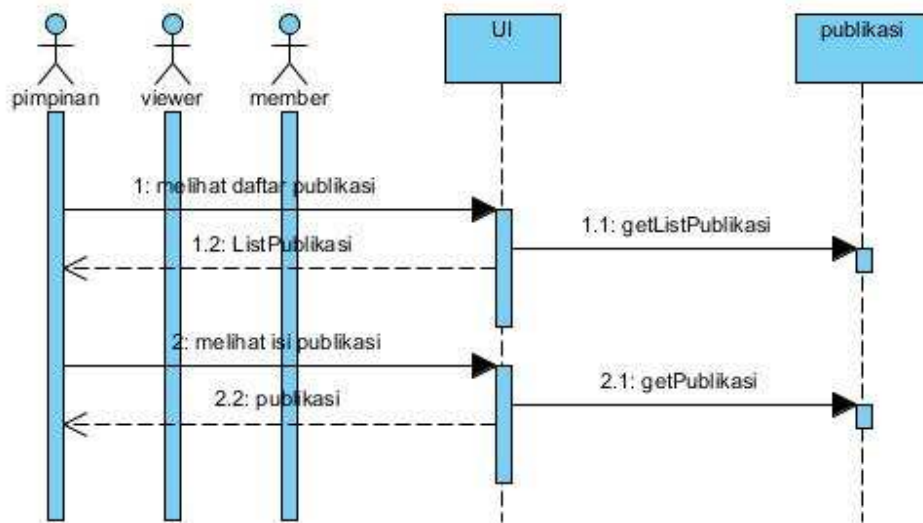 UI
publikasi
pimpinan
viewer
member
1: melihat daftar publikasi
1.1: getListPublikasi
1.2: ListPublikasi
2: melihat isi publikasi
2.1: getPublikasi
2.2: publikasi